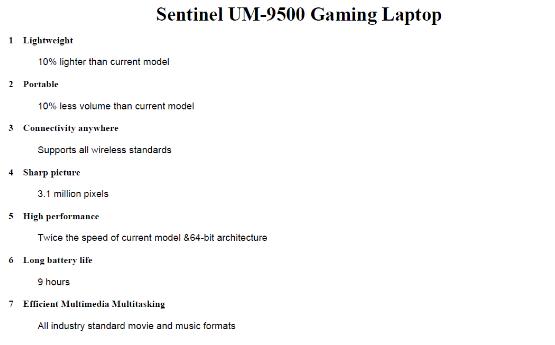 Sentinel UM-9500 Gaming Laptop
1 Lightweight
10% lighter than current model
2 Portable
10% less volume than current model
3 Connectivity anywhere
Supports all wireless standards
4 Sharp picture
3.1 million pixels
5 High performance
Twice the speed of current model &64-bit architecture
6 Long battery life
9 hours
7 Efficient Multimedia Multitasking
All industry standard movie and music formats